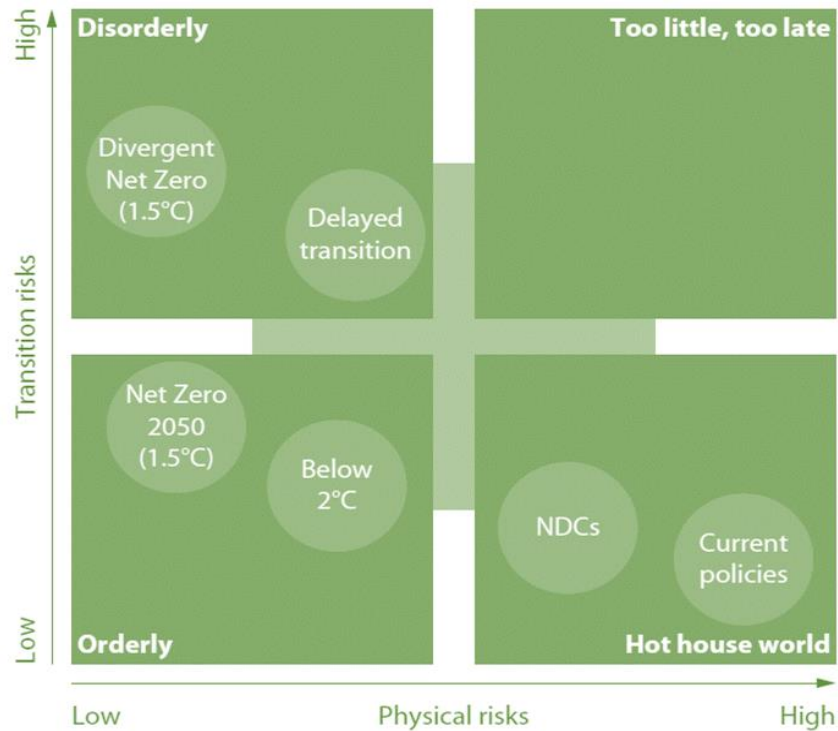 High
Disorderly
Too little, too late
Divergent
Net Zero
(1.5°C)
Delayed
transition
Transition risks
Net Zero
2050
(1.5°C)
Below
2°C
NDCs
Current
policies
Low
Orderly
Hot house world
Low
Physical risks
High